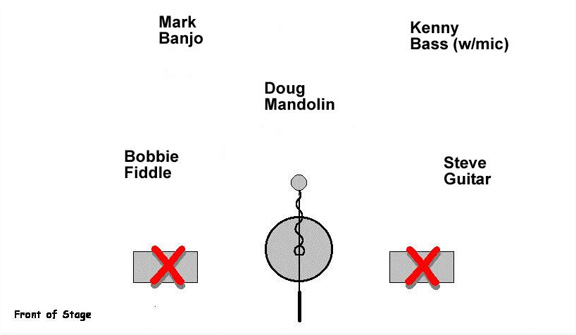 Mark
Banjo
Kenny
Bass (w/mic)
Doug
Mandolin
Bobbie
Fiddle
Steve
Guitar
Front of Stage